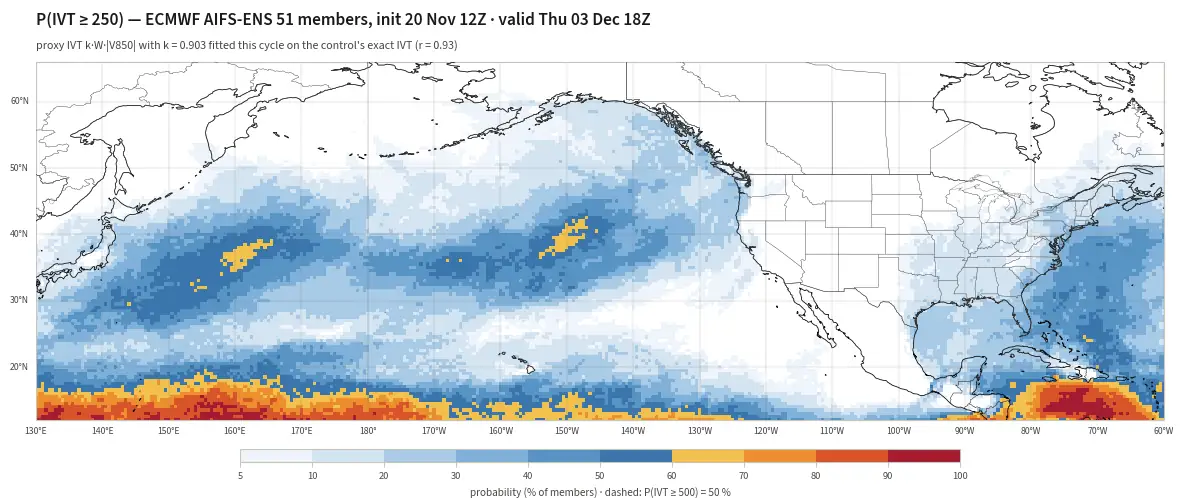 P(IVT ≥ 250) — ECMWF AIFS-ENS 51 members, init 20 Nov 12Z · valid Thu 03 Dec 18Z
proxy IVT k·W·|V850| with k = 0.903 fitted this cycle on the control's exact IVT (r = 0.93)
60°N
50°N
40°N
30°N
20°N
130°E 140°E 150°E 160°E 170°E 180° 170°W 160°W 150°W 140°W 130°W 120°W 110°W 100°W 90°W 80°W 70°W 60°W
5 10 20 30 40 50 60 70 80 90 100
probability (% of members) · dashed: P(IVT ≥ 500) = 50 %